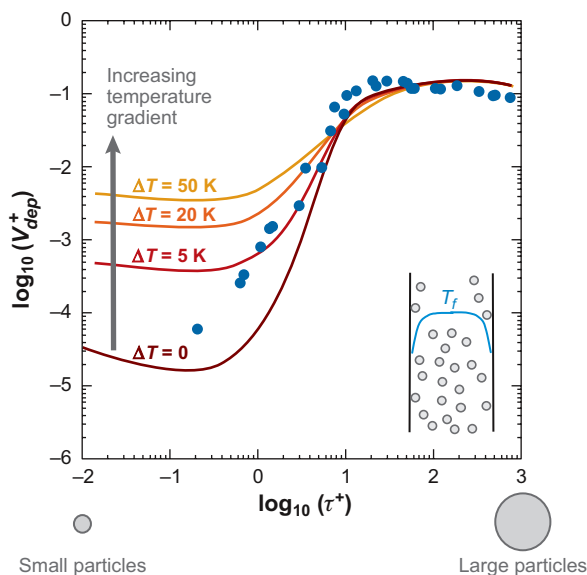 –0
Increasing
temperature
gradient
–1
–2
ΔT = 50 K
ΔT = 20 K
–3
ΔT = 5 K
–4
ΔT = 0
–5
–6
log₁₀ (V⁺dep)
T_f
–2 –1 0 1 2 3
log₁₀ (τ⁺)
Small particles Large particles